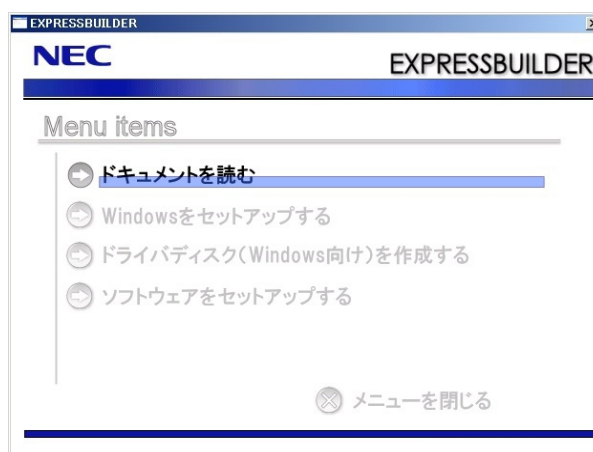 EXPRESSBUILDER
NEC
EXPRESSBUILDER
Menu items
ドキュメントを読む
Windowsをセットアップする
ドライバディスク(Windows向け)を作成する
ソフトウェアをセットアップする
メニューを閉じる